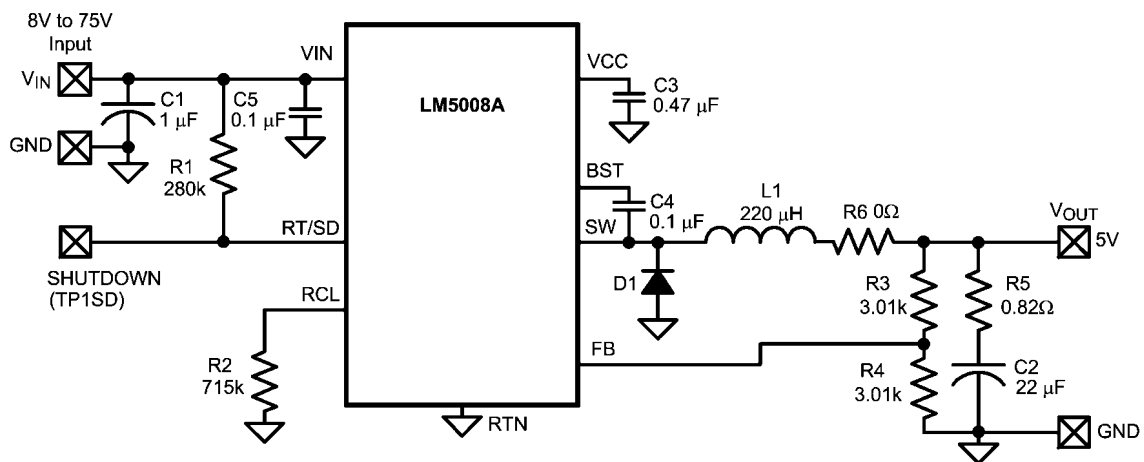 8V to 75V
Input
VIN
GND
C1
1 μF
C5
0.1 μF
R1
280k
SHUTDOWN
(TP1SD)
R2
715k
VIN
RT/SD
RCL
LM5008A
RTN
VCC
C3
0.47 μF
BST
C4
0.1 μF
SW
D1
L1
220 μH
R6 0Ω
VOUT
5V
R3
3.01k
R5
0.82Ω
FB
R4
3.01k
C2
22 μF
GND